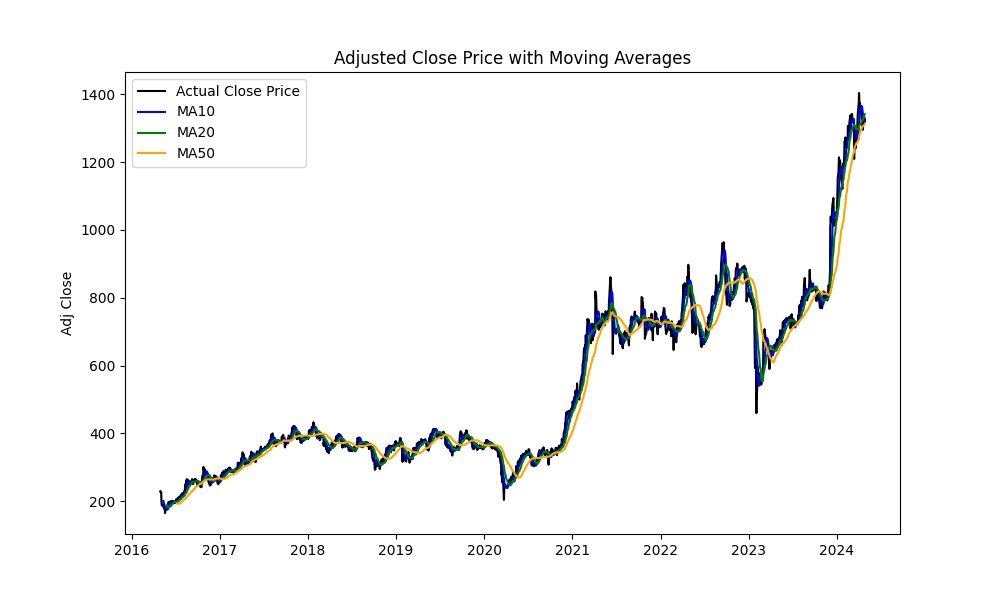 Adjusted Close Price with Moving Averages
Actual Close Price
MA10
MA20
MA50
Adj Close
1400
1200
1000
800
600
400
200
2016 2017 2018 2019 2020 2021 2022 2023 2024